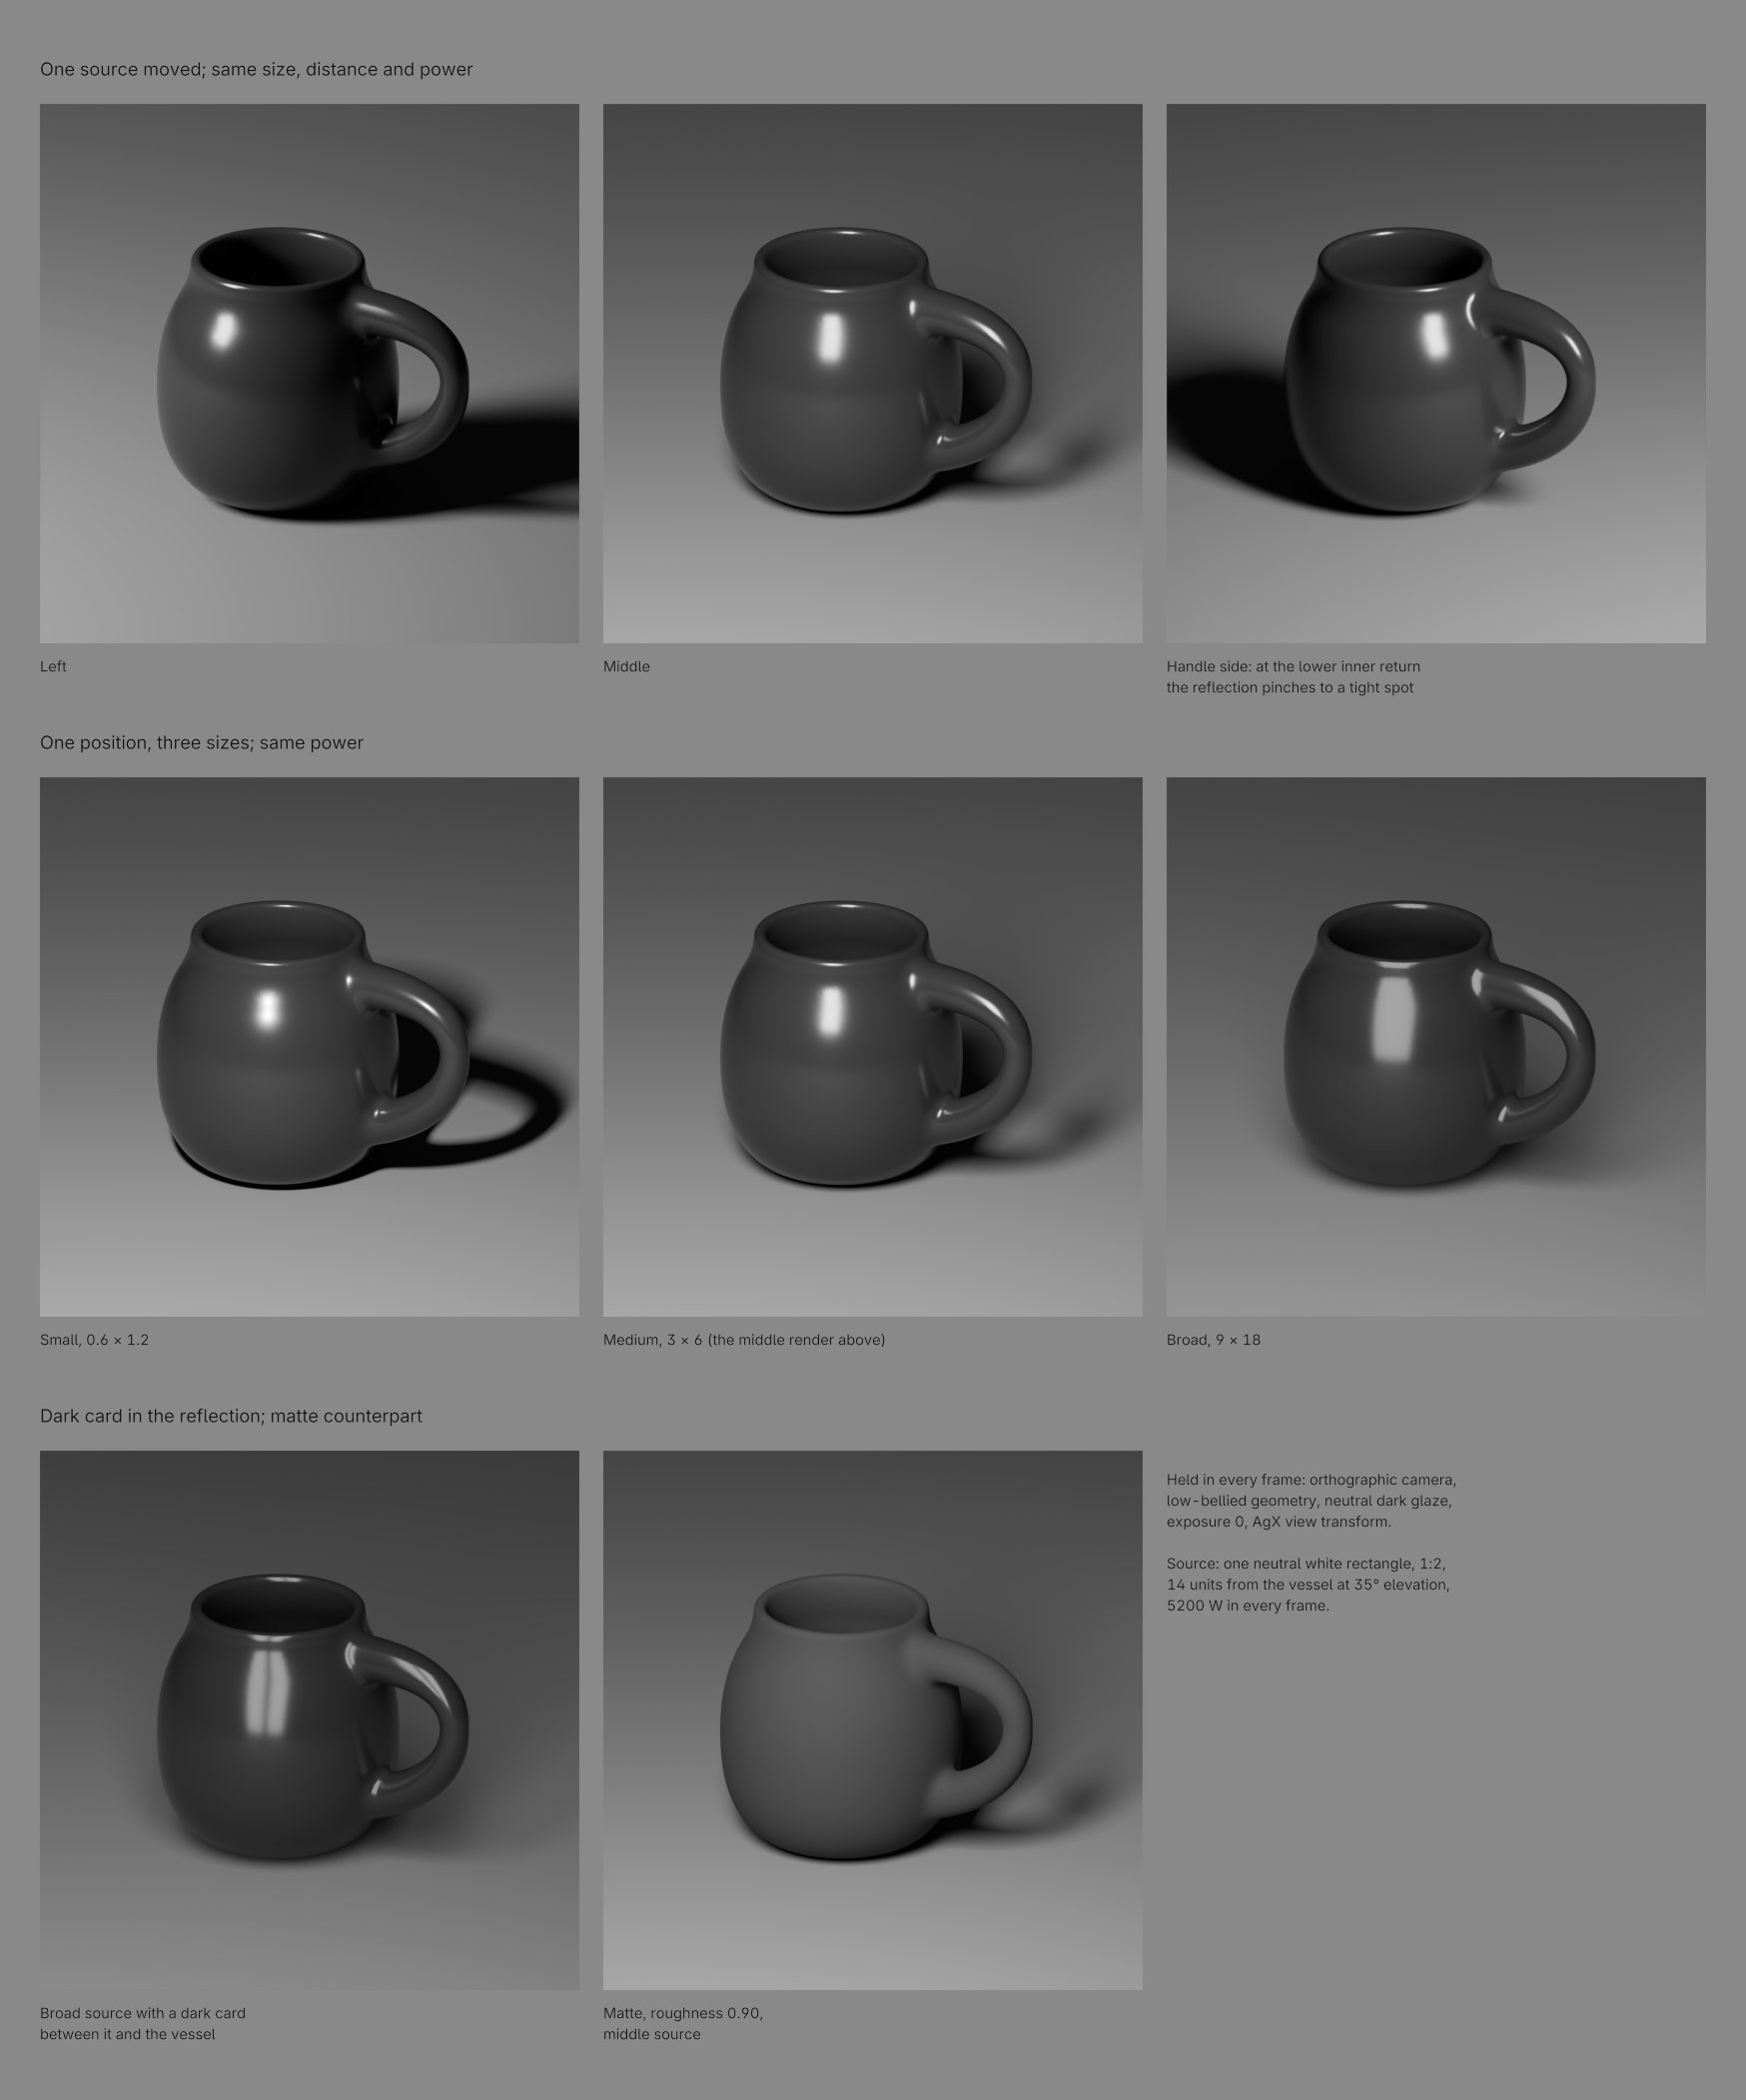 One source moved; same size, distance and power
Left
Middle
Handle side: at the lower inner return
the reflection pinches to a tight spot
One position, three sizes; same power
Small, 0.6 × 1.2
Medium, 3 × 6 (the middle render above)
Broad, 9 × 18
Dark card in the reflection; matte counterpart
Held in every frame: orthographic camera,
low-bellied geometry, neutral dark glaze,
exposure 0, AgX view transform.
Source: one neutral white rectangle, 1:2,
14 units from the vessel at 35° elevation,
5200 W in every frame.
Broad source with a dark card
between it and the vessel
Matte, roughness 0.90,
middle source